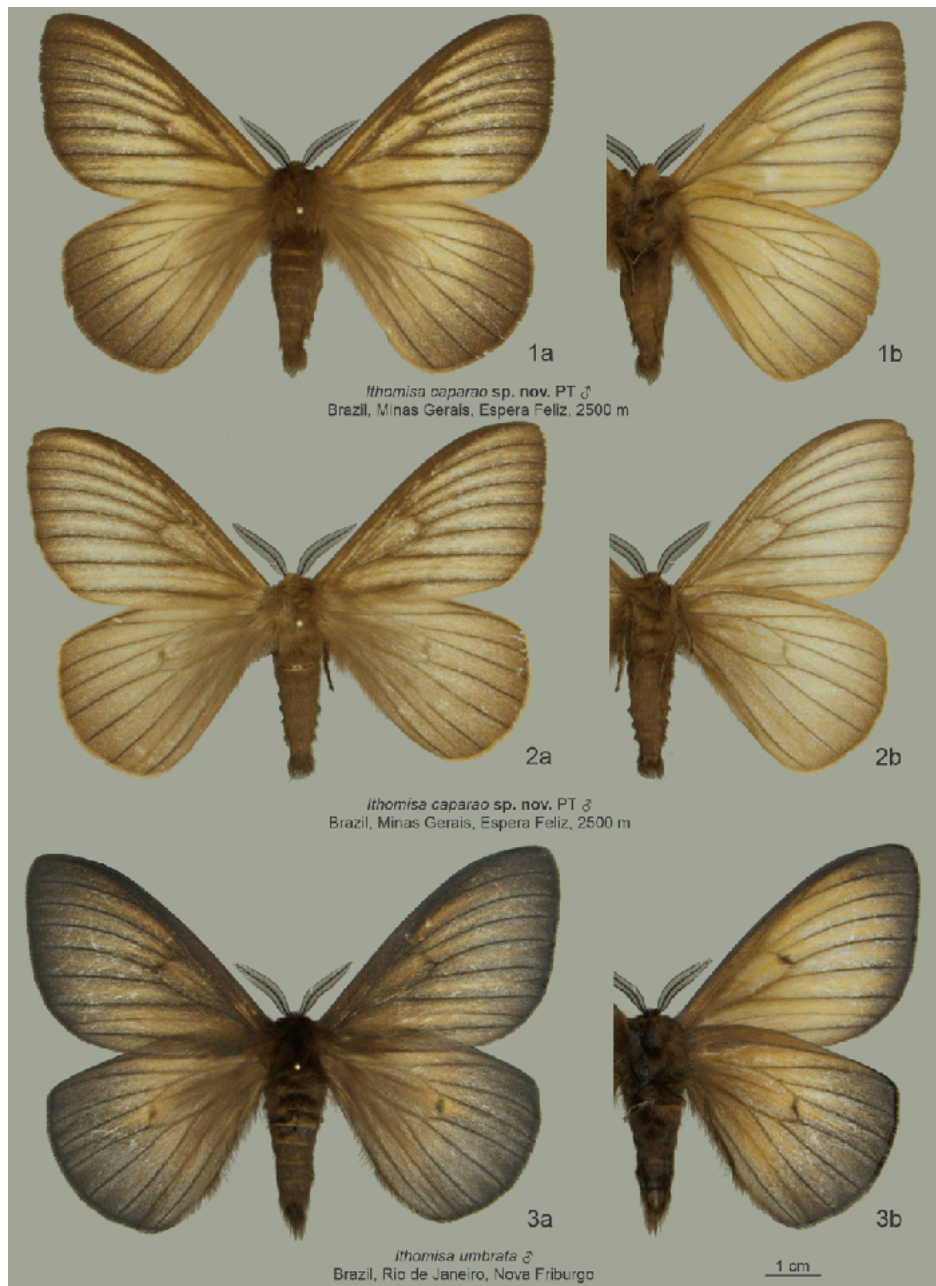 1a
1b
Ithomisa caparao sp. nov. PT ♂
Brazil, Minas Gerais, Espera Feliz, 2500 m
2a
2b
Ithomisa caparao sp. nov. PT ♂
Brazil, Minas Gerais, Espera Feliz, 2500 m
3a
3b
Ithomisa umbrata ♂
Brazil, Rio de Janeiro, Nova Friburgo
1 cm